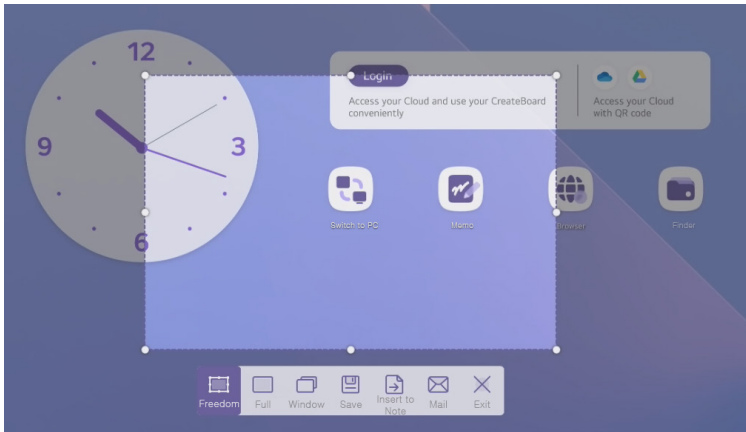 12
9
3
6
Login
Access your Cloud and use your CreateBoard
conveniently
Access your Cloud
with QR code
Switch to PC
Memo
Browser
Finder
Freedom
Full
Window
Save
Insert to
Note
Mail
Exit